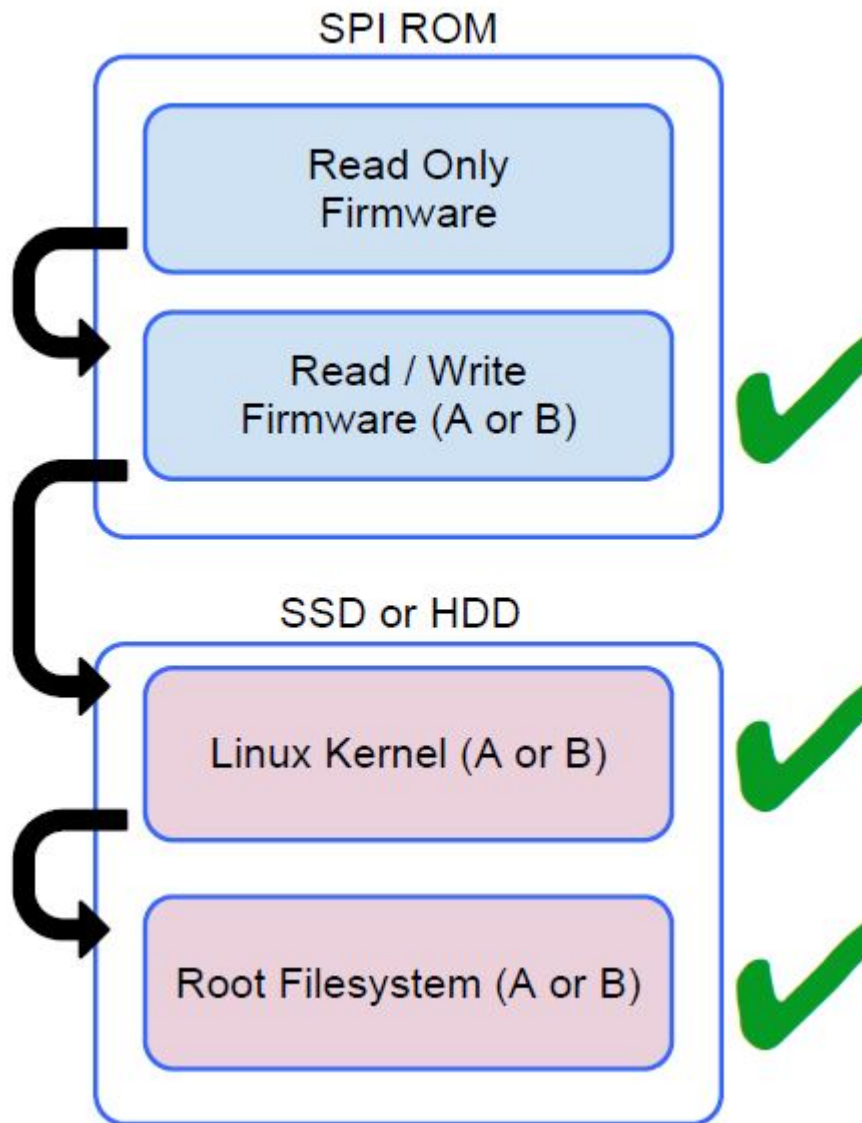 SPI ROM
Read Only
Firmware
Read / Write
Firmware (A or B)
SSD or HDD
Linux Kernel (A or B)
Root Filesystem (A or B)